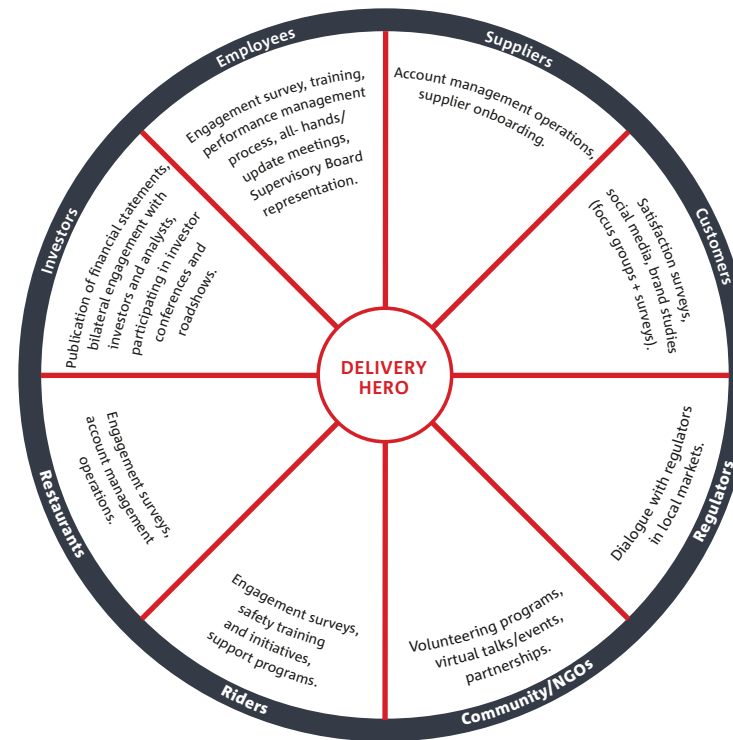 Employees
Engagement survey, training,
performance management
process, all- hands/
update meetings,
Supervisory Board
representation.
Suppliers
Account management operations,
supplier onboarding.
Customers
Satisfaction surveys,
social media, brand studies
(focus groups + surveys).
Regulators
Dialogue with regulators
in local markets.
Community/NGOs
Volunteering programs,
virtual talks/events,
partnerships.
Riders
Engagement surveys,
safety training
and initiatives,
support programs.
Restaurants
Engagement surveys,
account management
operations.
Investors
Publication of financial statements,
bilateral engagement with
investors and analysts,
participating in investor
conferences and
roadshows.
DELIVERY
HERO